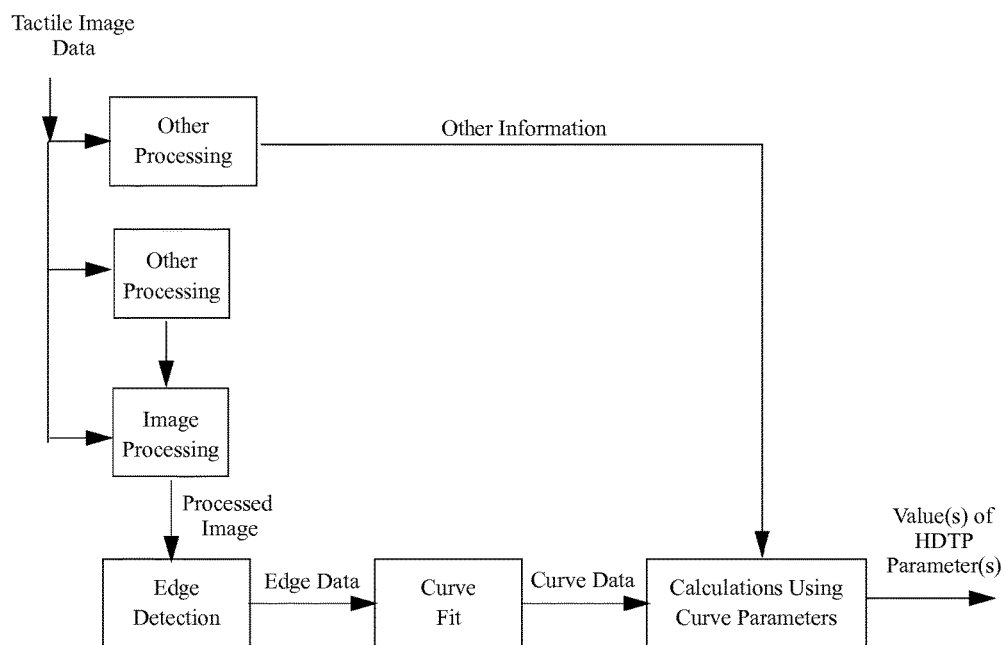 Tactile Image
Data
Other
Processing
Other Information
Other
Processing
Image
Processing
Processed
Image
Value(s) of
HDTP
Parameter(s)
Edge
Detection
Edge Data
Curve
Fit
Curve Data
Calculations Using
Curve Parameters